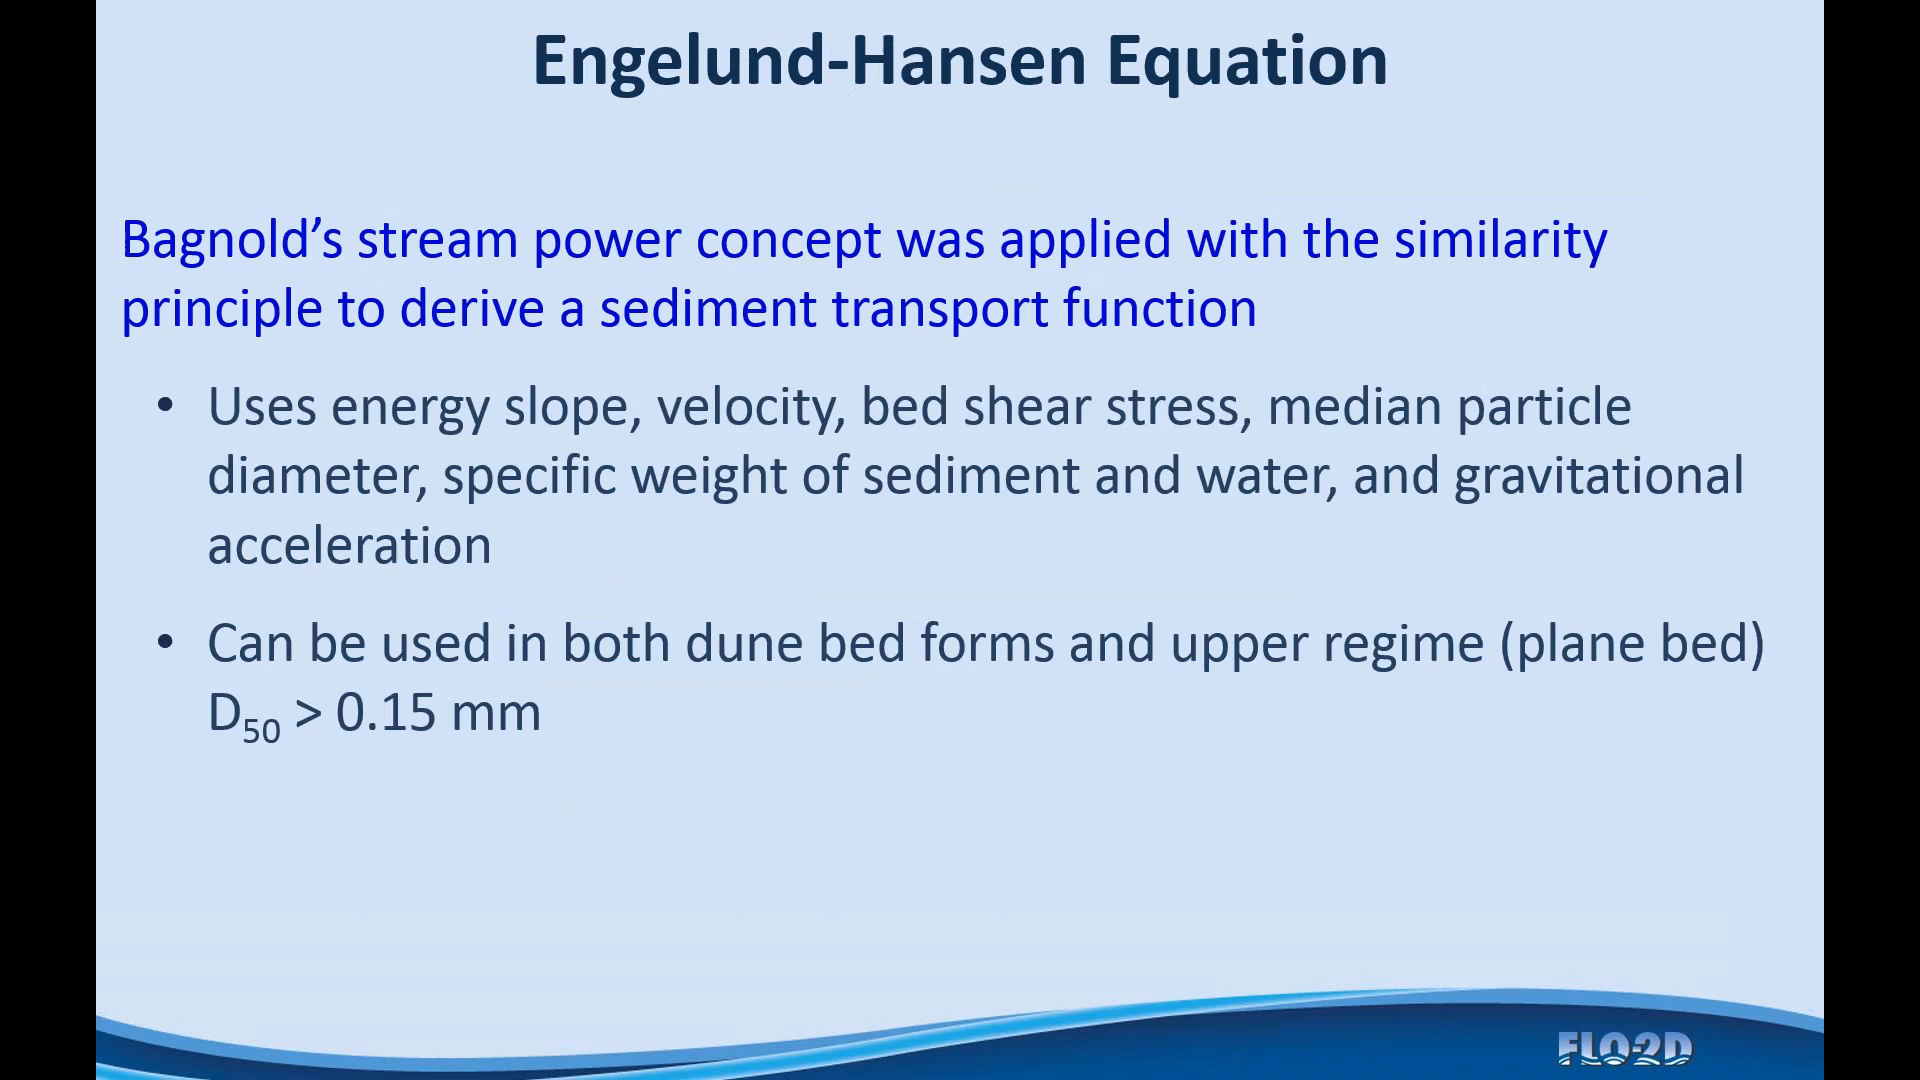 Engelund-Hansen Equation
Bagnold’s stream power concept was applied with the similarity
principle to derive a sediment transport function
• Uses energy slope, velocity, bed shear stress, median particle
diameter, specific weight of sediment and water, and gravitational
acceleration
• Can be used in both dune bed forms and upper regime (plane bed)
D50 > 0.15 mm
FLO-2D